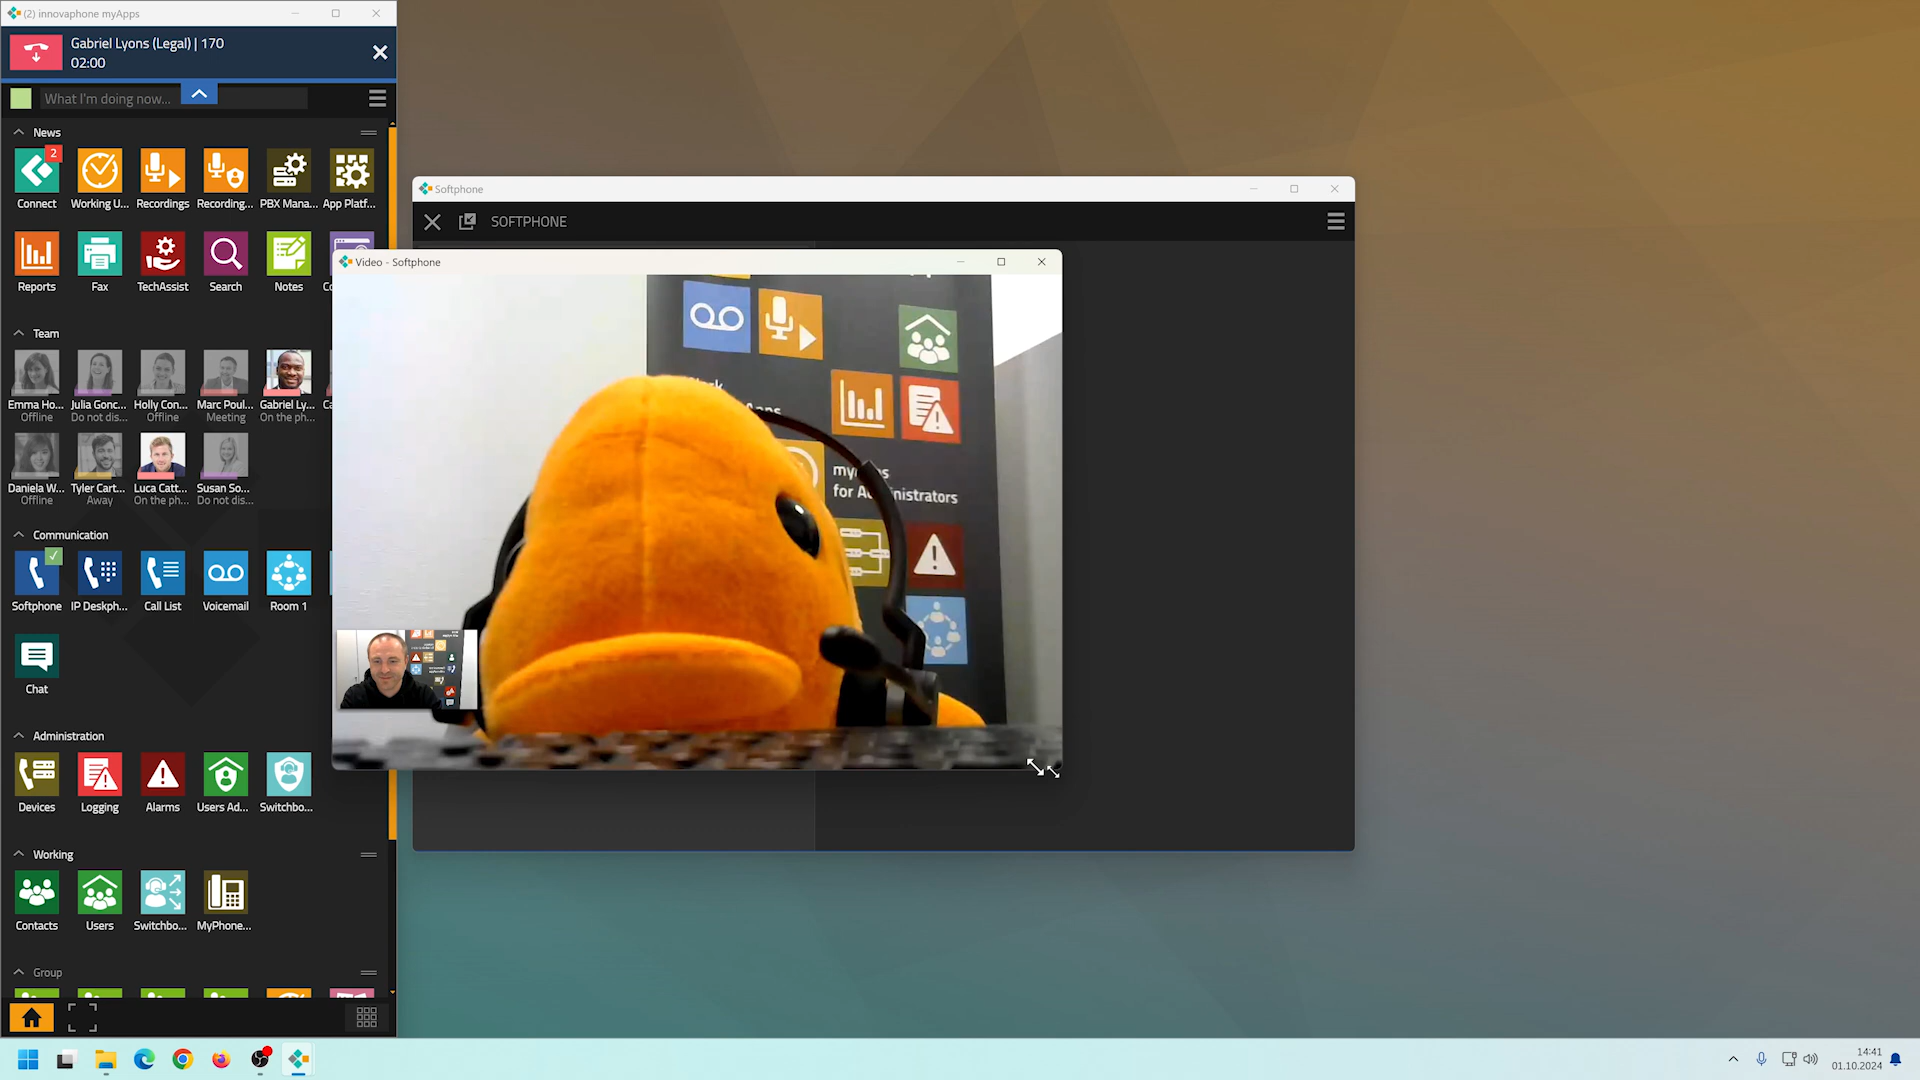 (2) innovaphone myApps
Gabriel Lyons (Legal) | 170
02:00
What I'm doing now...
News
2
Connect
Working U...
Recordings
Recording...
PBX Mana...
App Platf...
Reports
Fax
TechAssist
Search
Notes
Team
Emma Ho...
Offline
Julia Gonc...
Do not dis...
Holly Con...
Offline
Marc Poul...
Meeting
Gabriel Ly...
On the ph...
Daniela W...
Offline
Tyler Cart...
Away
Luca Catt...
On the ph...
Susan So...
Do not dis...
Communication
Softphone
IP Deskph...
Call List
Voicemail
Room 1
Chat
Administration
Devices
Logging
Alarms
Users Ad...
Switchbo...
Working
Contacts
Users
Switchbo...
MyPhone...
Group
Softphone
SOFTPHONE
Video - Softphone
for
14:41
01.10.2024